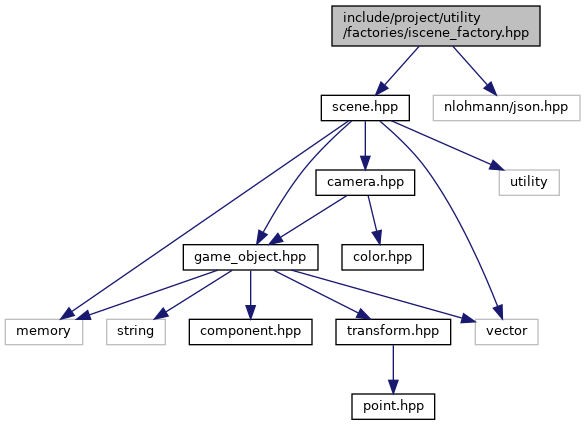 include/project/utility
/factories/iscene_factory.hpp
scene.hpp
nlohmann/json.hpp
camera.hpp
utility
game_object.hpp
color.hpp
memory
string
component.hpp
transform.hpp
vector
point.hpp